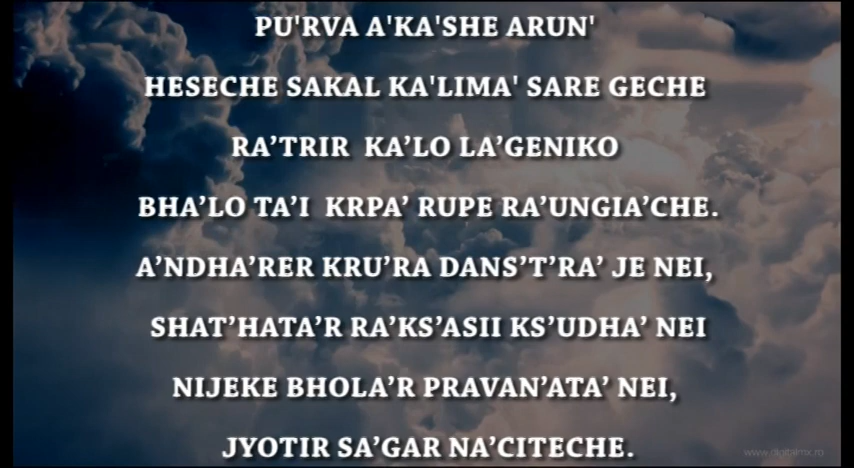 PU'RVA A'KA'SHE ARUN'
HESECHE SAKAL KA'LIMA' SARE GECHE
RA’TRIR KA’LO LA’GENIKO
BHA’LO TA’I KRPA’ RUPE RA’UNGIA’CHE.
A’NDHA’RER KRU’RA DANS’T’RA’ JE NEI,
SHAT’HATA’R RA’KS’ASII KS’UDHA’ NEI
NIJEKE BHOLA’R PRAVAN’ATA’ NEI,
JYOTIR SA’GAR NA’CITECHE.
www.digitalmx.ro